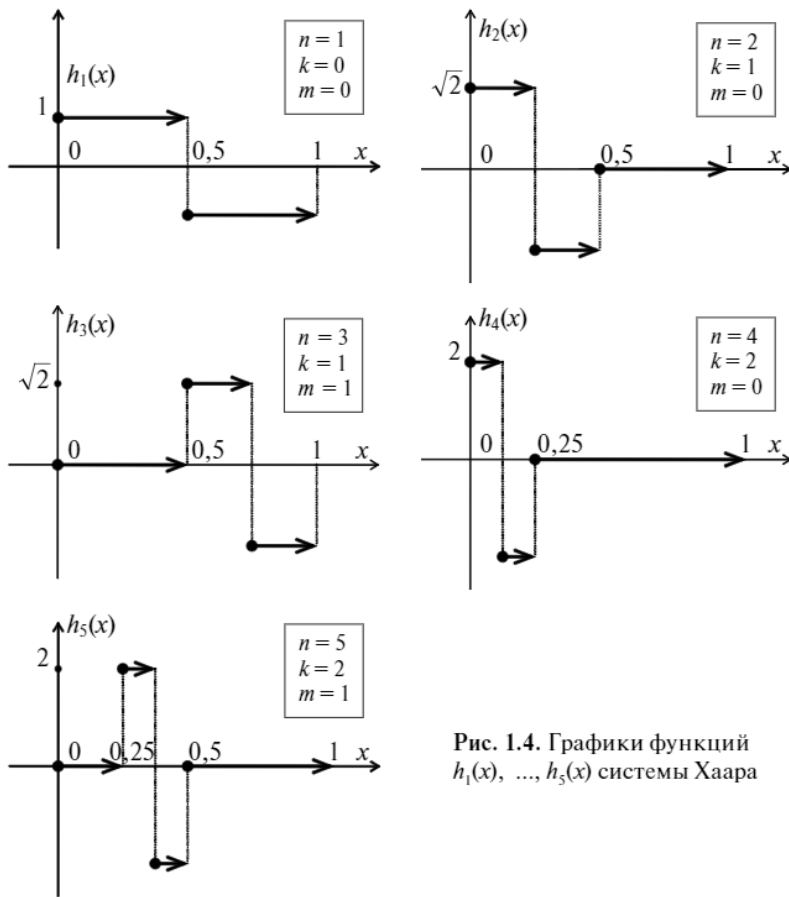 h₁(x)
n = 1
k = 0
m = 0
1
0
0,5
1
x
h₂(x)
n = 2
k = 1
m = 0
√2
0
0,5
1
x
h₃(x)
n = 3
k = 1
m = 1
√2
0
0,5
1
x
h₄(x)
n = 4
k = 2
m = 0
2
0
0,25
1
x
h₅(x)
n = 5
k = 2
m = 1
2
0
0,25
0,5
1
x
Рис. 1.4. Графики функций
h₁(x), ..., h₅(x) системы Хаара